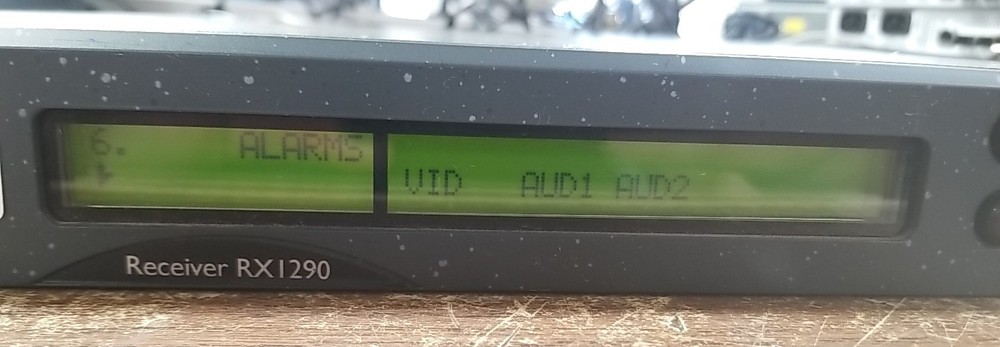 6. ALARMS
VID AUD1 AUD2
Receiver RX1290